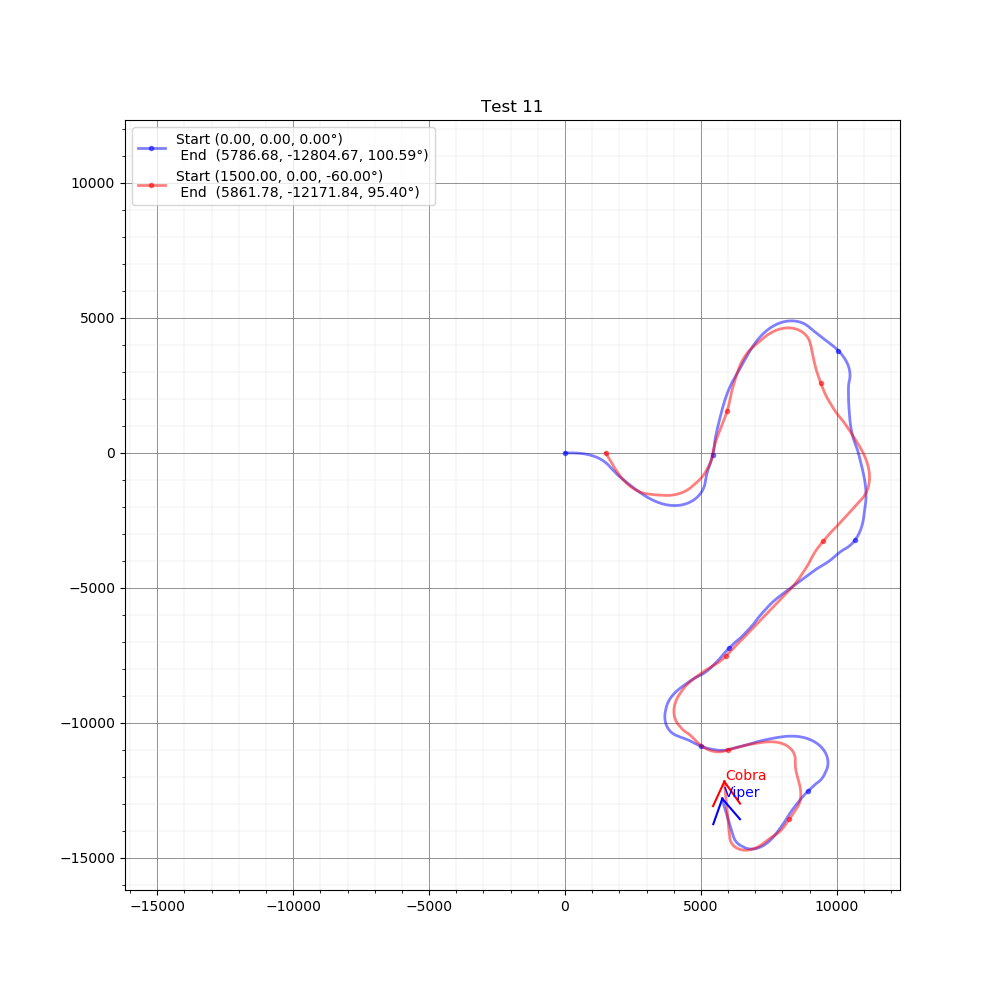 Test 11
Start (0.00, 0.00, 0.00°)
End  (5786.68, -12804.67, 100.59°)
Start (1500.00, 0.00, -60.00°)
End  (5861.78, -12171.84, 95.40°)
10000
5000
0
−5000
−10000
−15000
Cobra
Viper
−15000
−10000
−5000
0
5000
10000